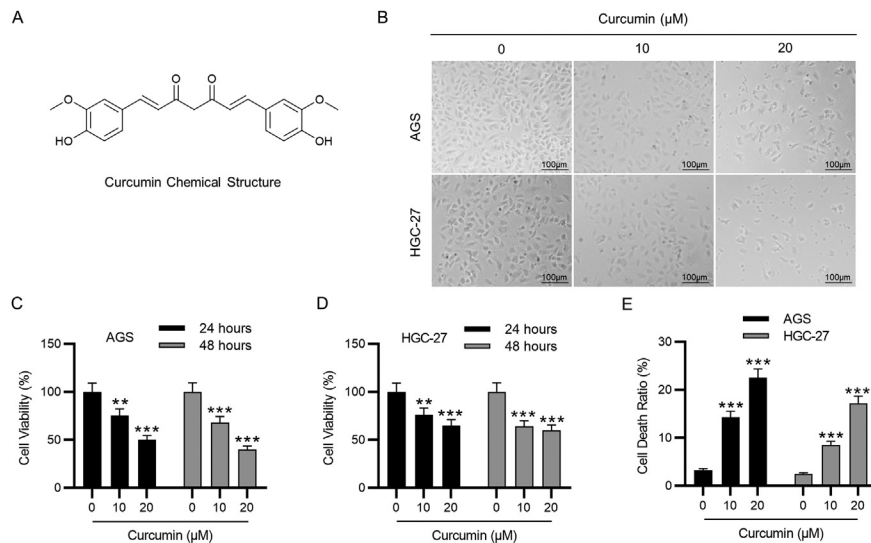 A
O
O
O
O
HO
OH
Curcumin Chemical Structure
B
Curcumin (μM)
0 10 20
AGS
100μm 100μm 100μm
HGC-27
100μm 100μm 100μm
C
AGS
24 hours
48 hours
Cell Viability (%)
150
100
50
0
** *** *** ***
0 10 20 0 10 20
Curcumin (μM)
D
HGC-27
24 hours
48 hours
Cell Viability (%)
150
100
50
0
** *** *** ***
0 10 20 0 10 20
Curcumin (μM)
E
AGS
HGC-27
Cell Death Ratio (%)
30
20
10
0
*** *** *** ***
0 10 20 0 10 20
Curcumin (μM)